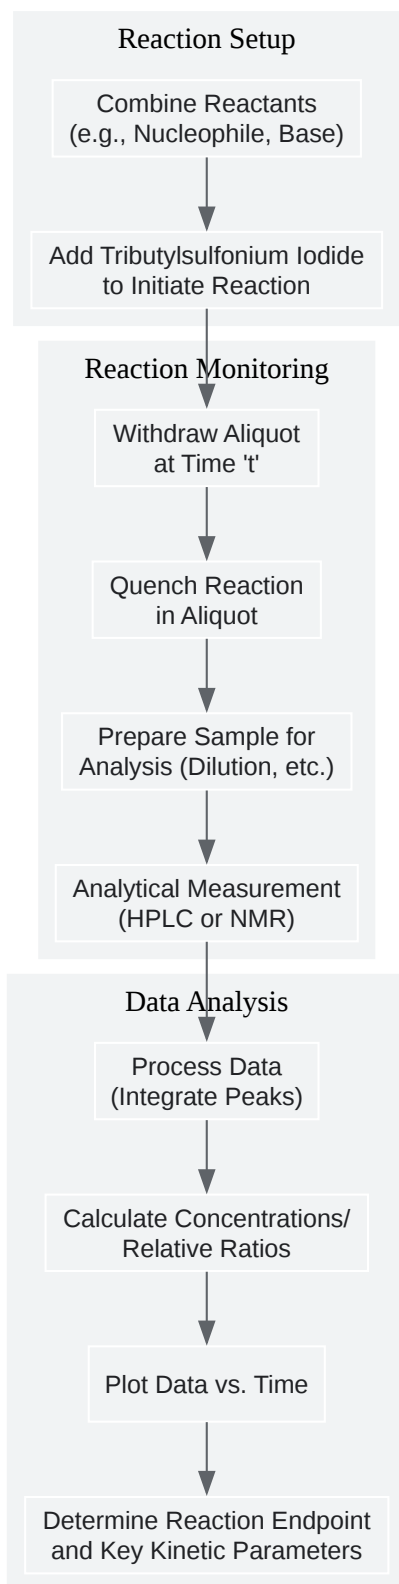 Reaction Setup
Combine Reactants
(e.g., Nucleophile, Base)
Add Tributylsulfonium Iodide
to Initiate Reaction
Reaction Monitoring
Withdraw Aliquot
at Time 't'
Quench Reaction
in Aliquot
Prepare Sample for
Analysis (Dilution, etc.)
Analytical Measurement
(HPLC or NMR)
Data Analysis
Process Data
(Integrate Peaks)
Calculate Concentrations/
Relative Ratios
Plot Data vs. Time
Determine Reaction Endpoint
and Key Kinetic Parameters